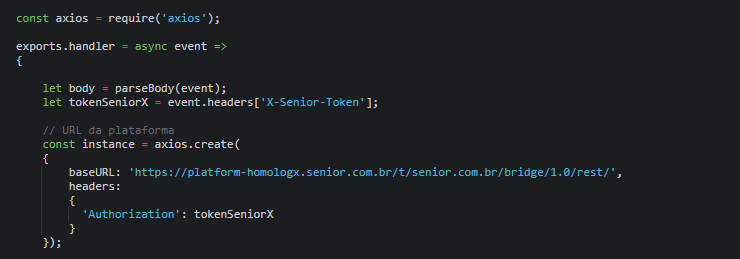 const axios = require('axios');
exports.handler = async event =>
{
let body = parseBody(event);
let tokenSeniorX = event.headers['X-Senior-Token'];
// URL da plataforma
const instance = axios.create(
{
baseURL: 'https://platform-homologx.senior.com.br/t/senior.com.br/bridge/1.0/rest/',
headers:
{
'Authorization': tokenSeniorX
}
});